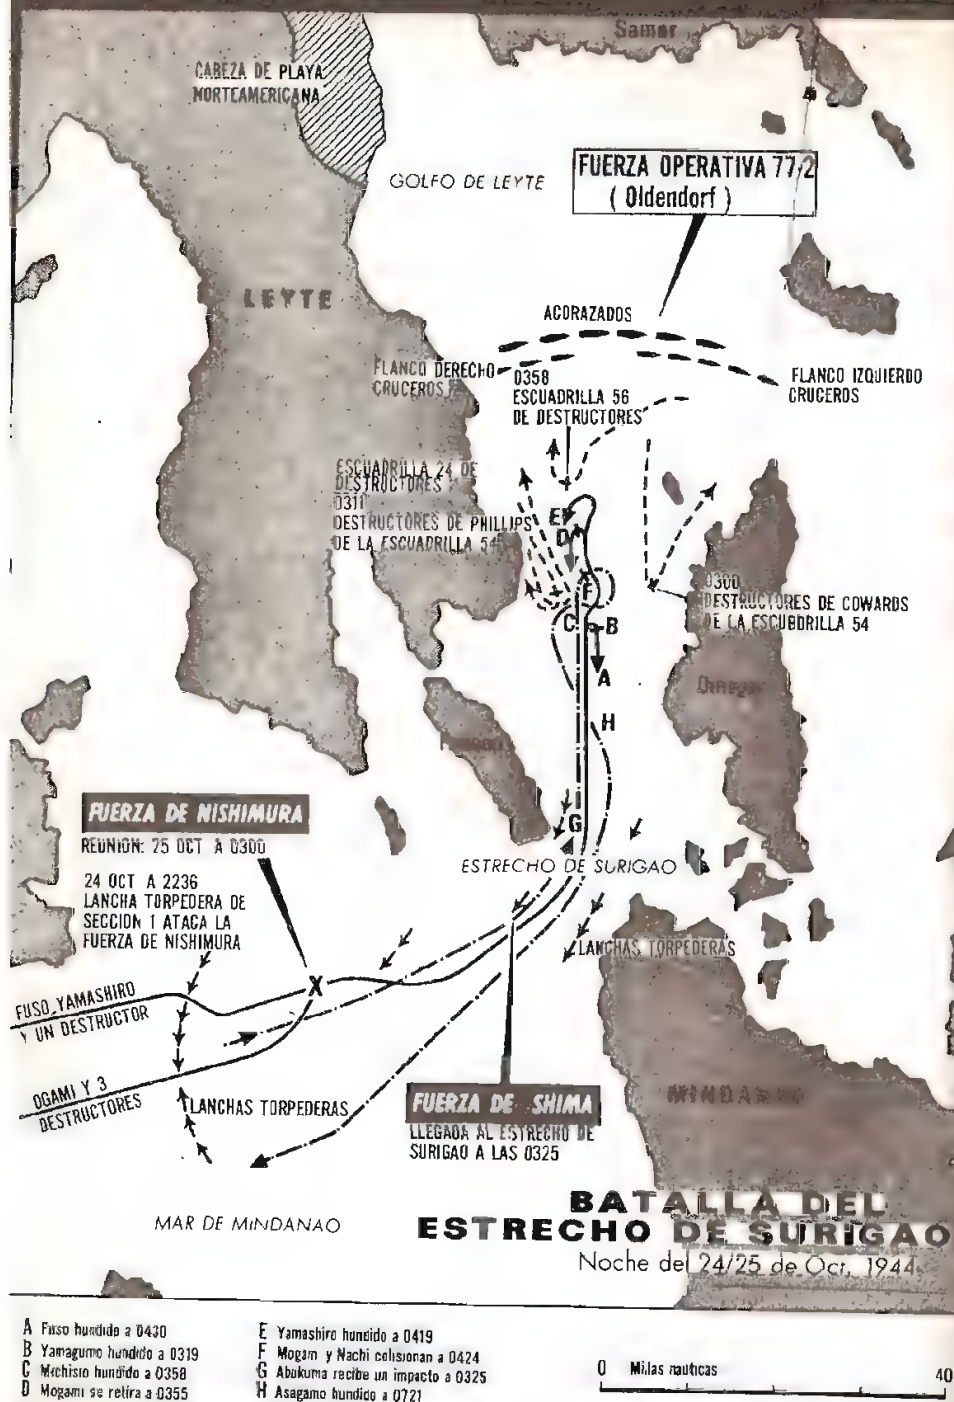 Samar
CABEZA DE PLAYA
NORTEAMERICANA
GOLFO DE LEYTE
FUERZA OPERATIVA 77/2
( Oldendorf )
LEYTE
ACORAZADOS
FLANCO DERECHO
CRUCEROS
0358
ESCUADRILLA 56
DE DESTRUCTORES
FLANCO IZQUIERDO
CRUCEROS
ESCUADRILLA 24 DE
DESTRUCTORES
0311
DESTRUCTORES DE PHILLIPS
DE LA ESCUADRILLA 54
E
D
F
0300
DESTRUCTORES DE COWARDS
DE LA ESCUBDRILLA 54
C
B
A
H
G
FUERZA DE NISHIMURA
REUNION: 25 OCT A 0300
24 OCT A 2236
LANCHA TORPEDERA DE
SECCION 1 ATACA LA
FUERZA DE NISHIMURA
ESTRECHO DE SURIGAO
LANCHAS TORPEDERAS
X
FUSO, YAMASHIRO
Y UN DESTRUCTOR
OGAMI Y 3
DESTRUCTORES
LANCHAS TORPEDERAS
FUERZA DE SHIMA
LLEGADA AL ESTRECHO DE
SURIGAO A LAS 0325
MINDANAO
MAR DE MINDANAO
BATALLA DEL
ESTRECHO DE SURIGAO
Noche del 24/25 de Oct, 1944
A Fuso hundido a 0430
B Yamagumo hundido a 0319
C Michisio hundido a 0358
D Mogami se retira a 0355
E Yamashiro hundido a 0419
F Mogam y Nachi colisionan a 0424
G Abukuma recibe un impacto a 0325
H Asagamo hundido a 0721
0 Millas nauticas 40